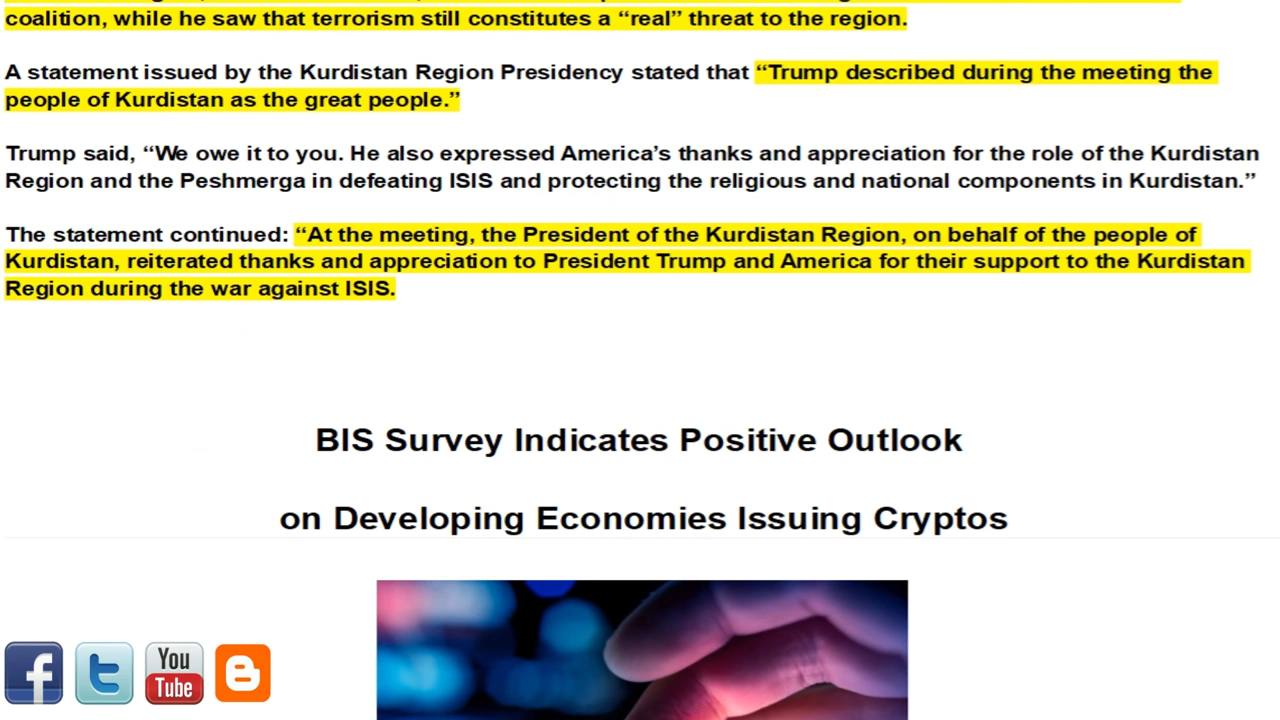 coalition, while he saw that terrorism still constitutes a “real” threat to the region.
A statement issued by the Kurdistan Region Presidency stated that “Trump described during the meeting the
people of Kurdistan as the great people.”
Trump said, “We owe it to you. He also expressed America’s thanks and appreciation for the role of the Kurdistan
Region and the Peshmerga in defeating ISIS and protecting the religious and national components in Kurdistan.”
The statement continued: “At the meeting, the President of the Kurdistan Region, on behalf of the people of
Kurdistan, reiterated thanks and appreciation to President Trump and America for their support to the Kurdistan
Region during the war against ISIS.
BIS Survey Indicates Positive Outlook
on Developing Economies Issuing Cryptos
You
Tube